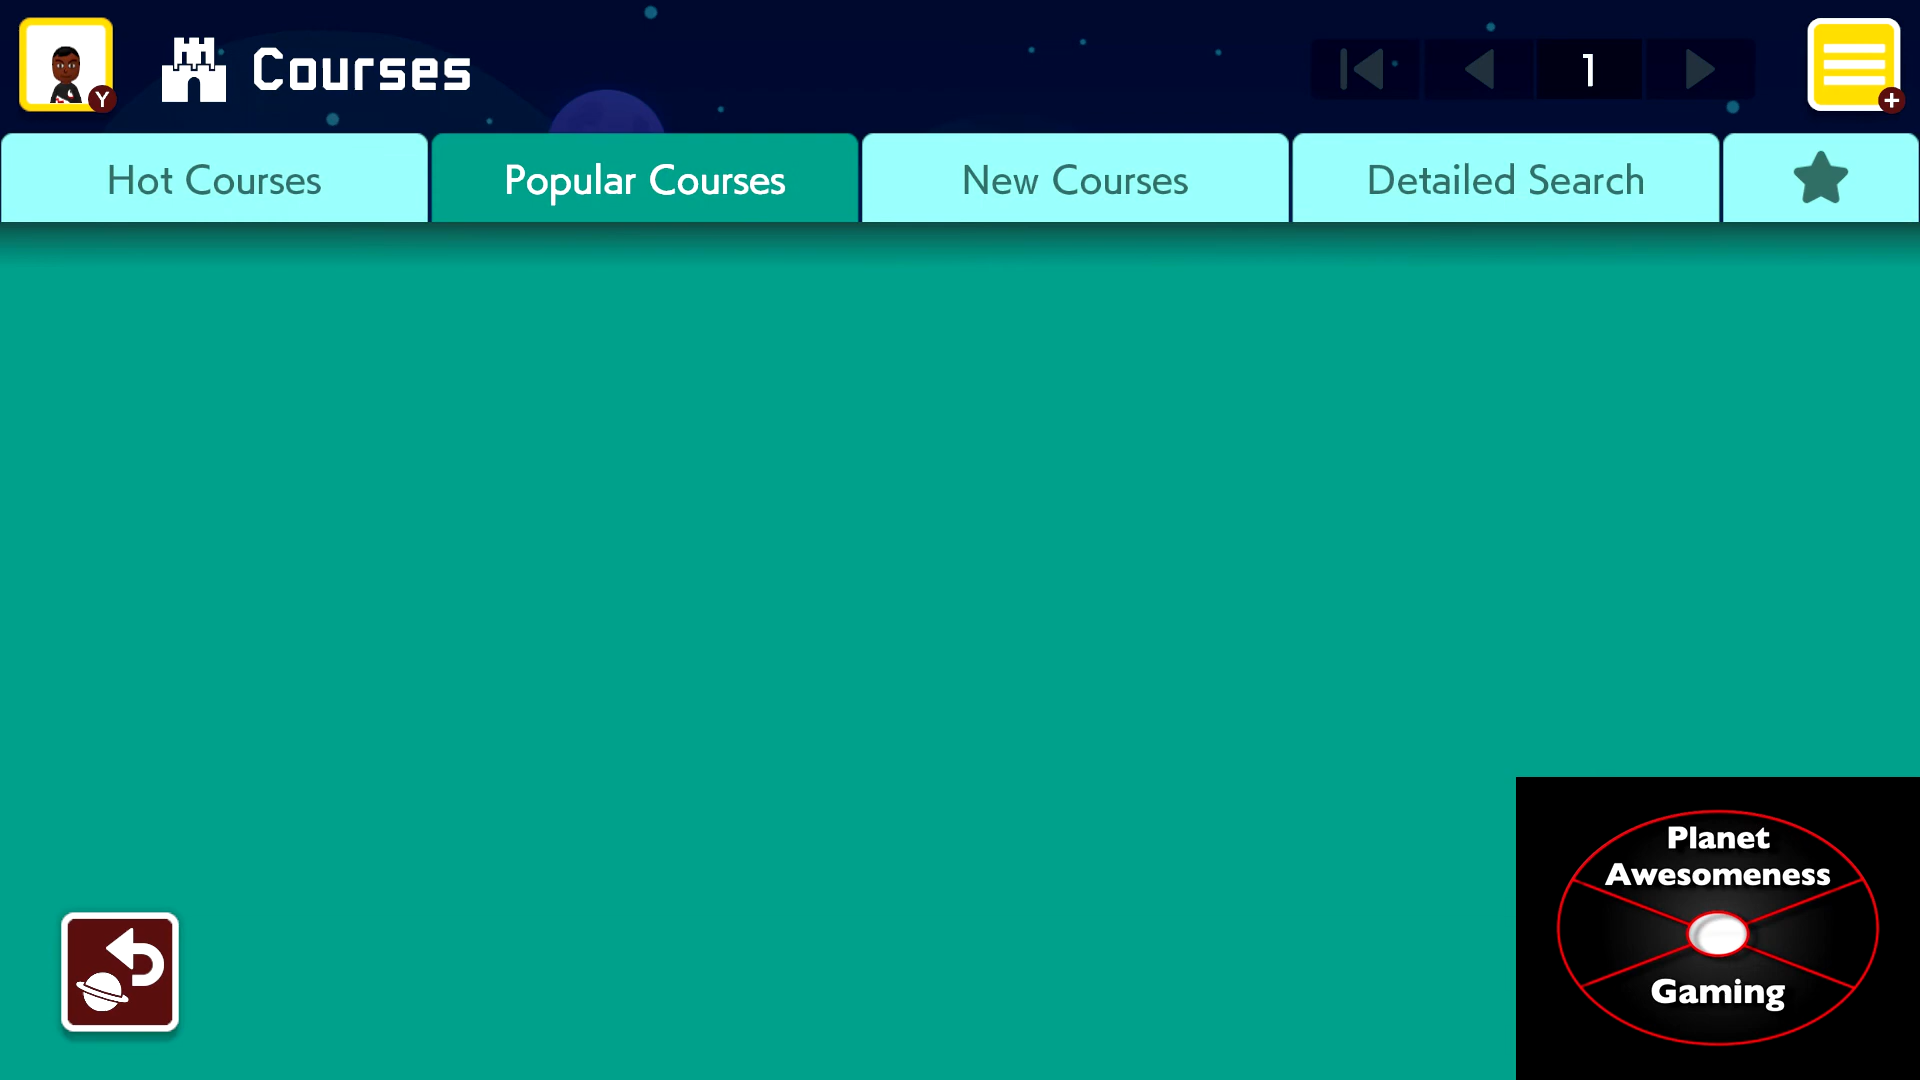 Y
Courses
1
+
Hot Courses
Popular Courses
New Courses
Detailed Search
Planet
Awesomeness
Gaming